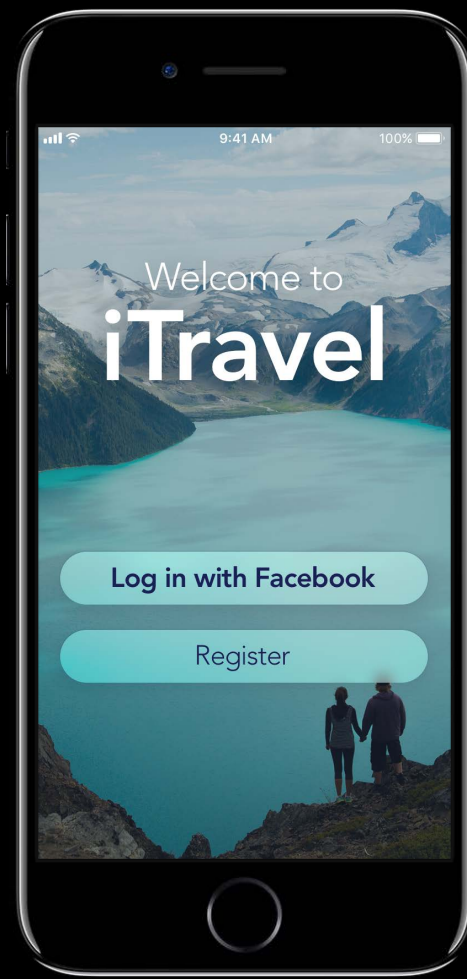 9:41 AM
100%
Welcome to
iTravel
Log in with Facebook
Register